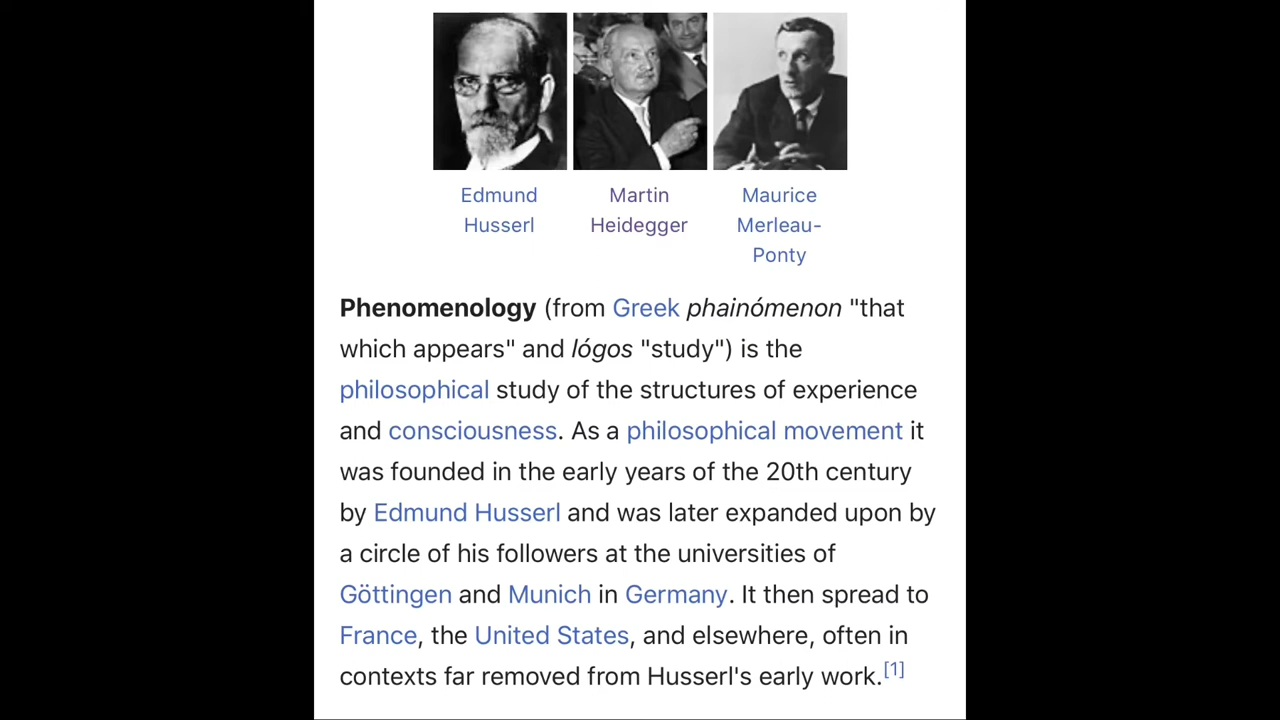 Edmund Husserl
Martin Heidegger
Maurice Merleau-Ponty
Phenomenology (from Greek phainómenon "that
which appears" and lógos "study") is the
philosophical study of the structures of experience
and consciousness. As a philosophical movement it
was founded in the early years of the 20th century
by Edmund Husserl and was later expanded upon by
a circle of his followers at the universities of
Göttingen and Munich in Germany. It then spread to
France, the United States, and elsewhere, often in
contexts far removed from Husserl's early work.[1]